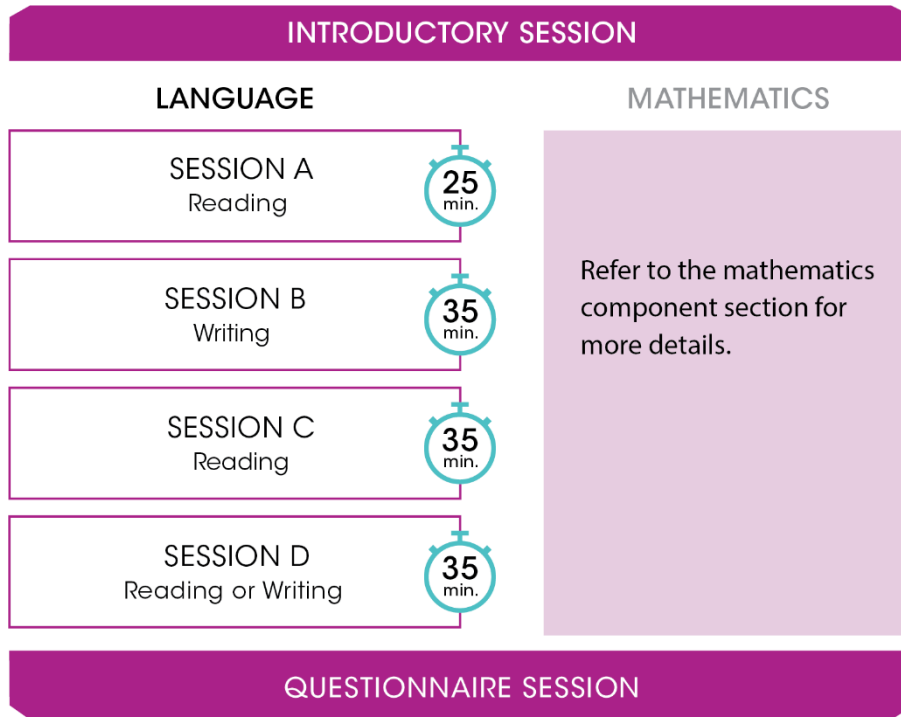 INTRODUCTORY SESSION
LANGUAGE
SESSION A
Reading
25
min.
SESSION B
Writing
35
min.
SESSION C
Reading
35
min.
SESSION D
Reading or Writing
35
min.
MATHEMATICS
Refer to the mathematics
component section for
more details.
QUESTIONNAIRE SESSION